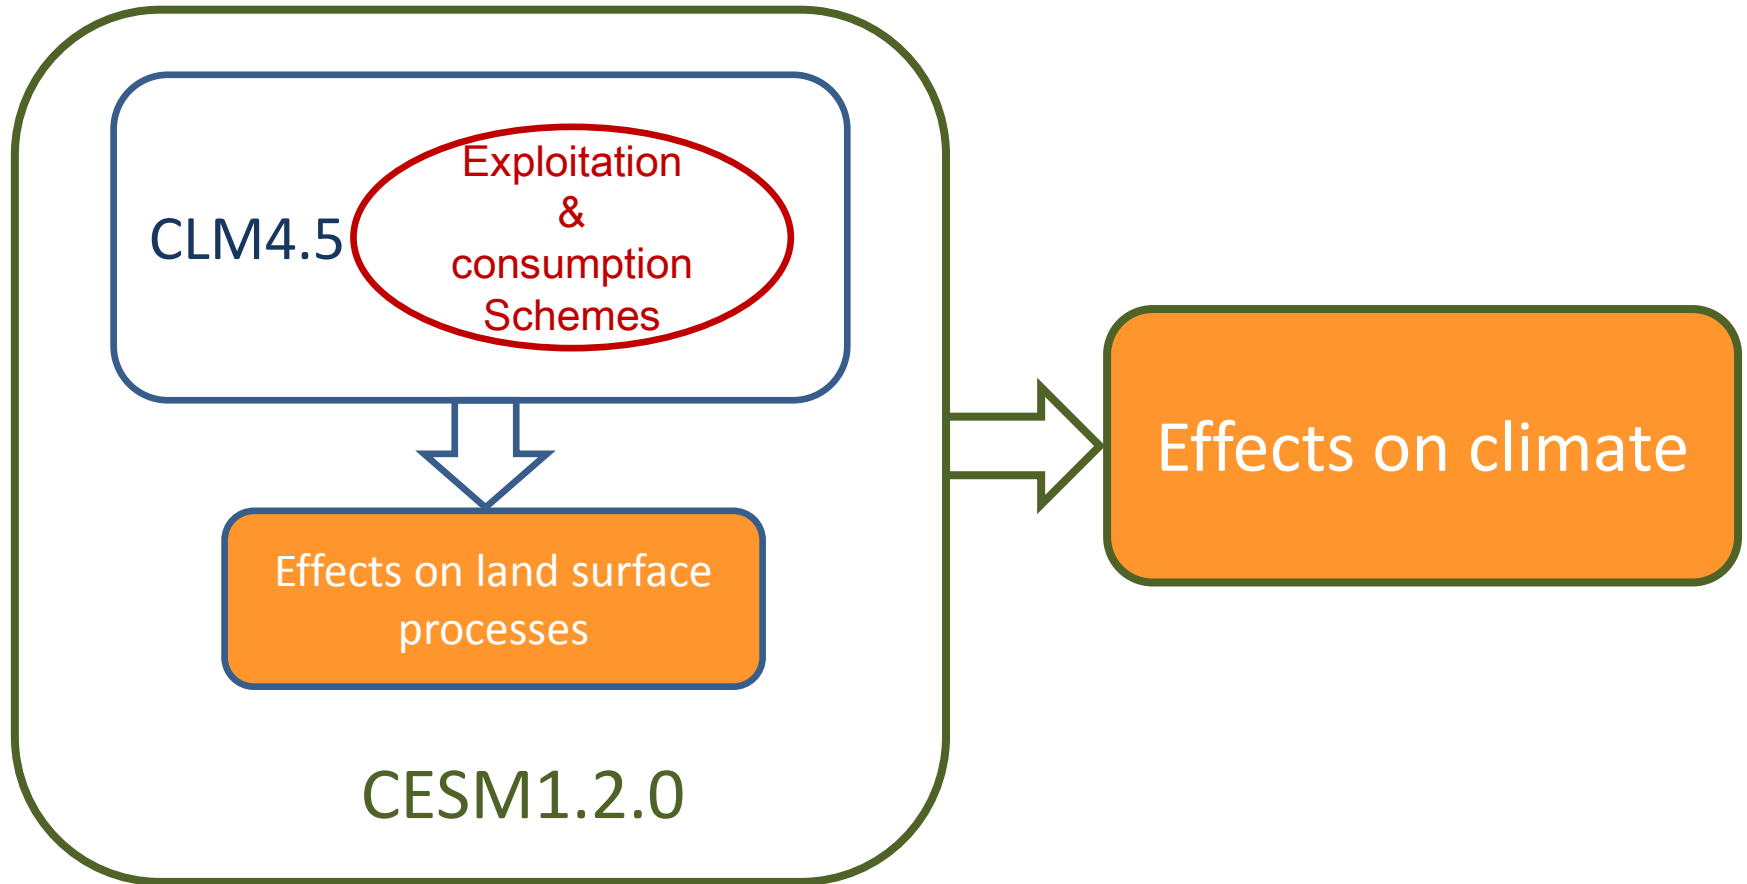 Exploitation
&
consumption
Schemes
CLM4.5
Effects on land surface
processes
CESM1.2.0
Effects on climate